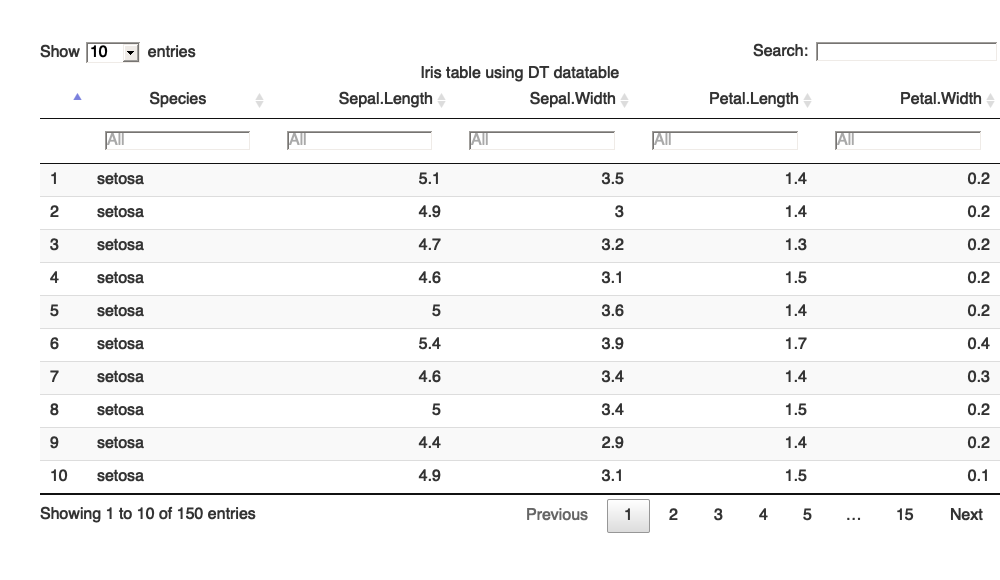 Show 10 entries Search:
Iris table using DT datatable
Species Sepal.Length Sepal.Width Petal.Length Petal.Width
All All All All All
1 setosa 5.1 3.5 1.4 0.2
2 setosa 4.9 3 1.4 0.2
3 setosa 4.7 3.2 1.3 0.2
4 setosa 4.6 3.1 1.5 0.2
5 setosa 5 3.6 1.4 0.2
6 setosa 5.4 3.9 1.7 0.4
7 setosa 4.6 3.4 1.4 0.3
8 setosa 5 3.4 1.5 0.2
9 setosa 4.4 2.9 1.4 0.2
10 setosa 4.9 3.1 1.5 0.1
Showing 1 to 10 of 150 entries Previous 1 2 3 4 5 … 15 Next